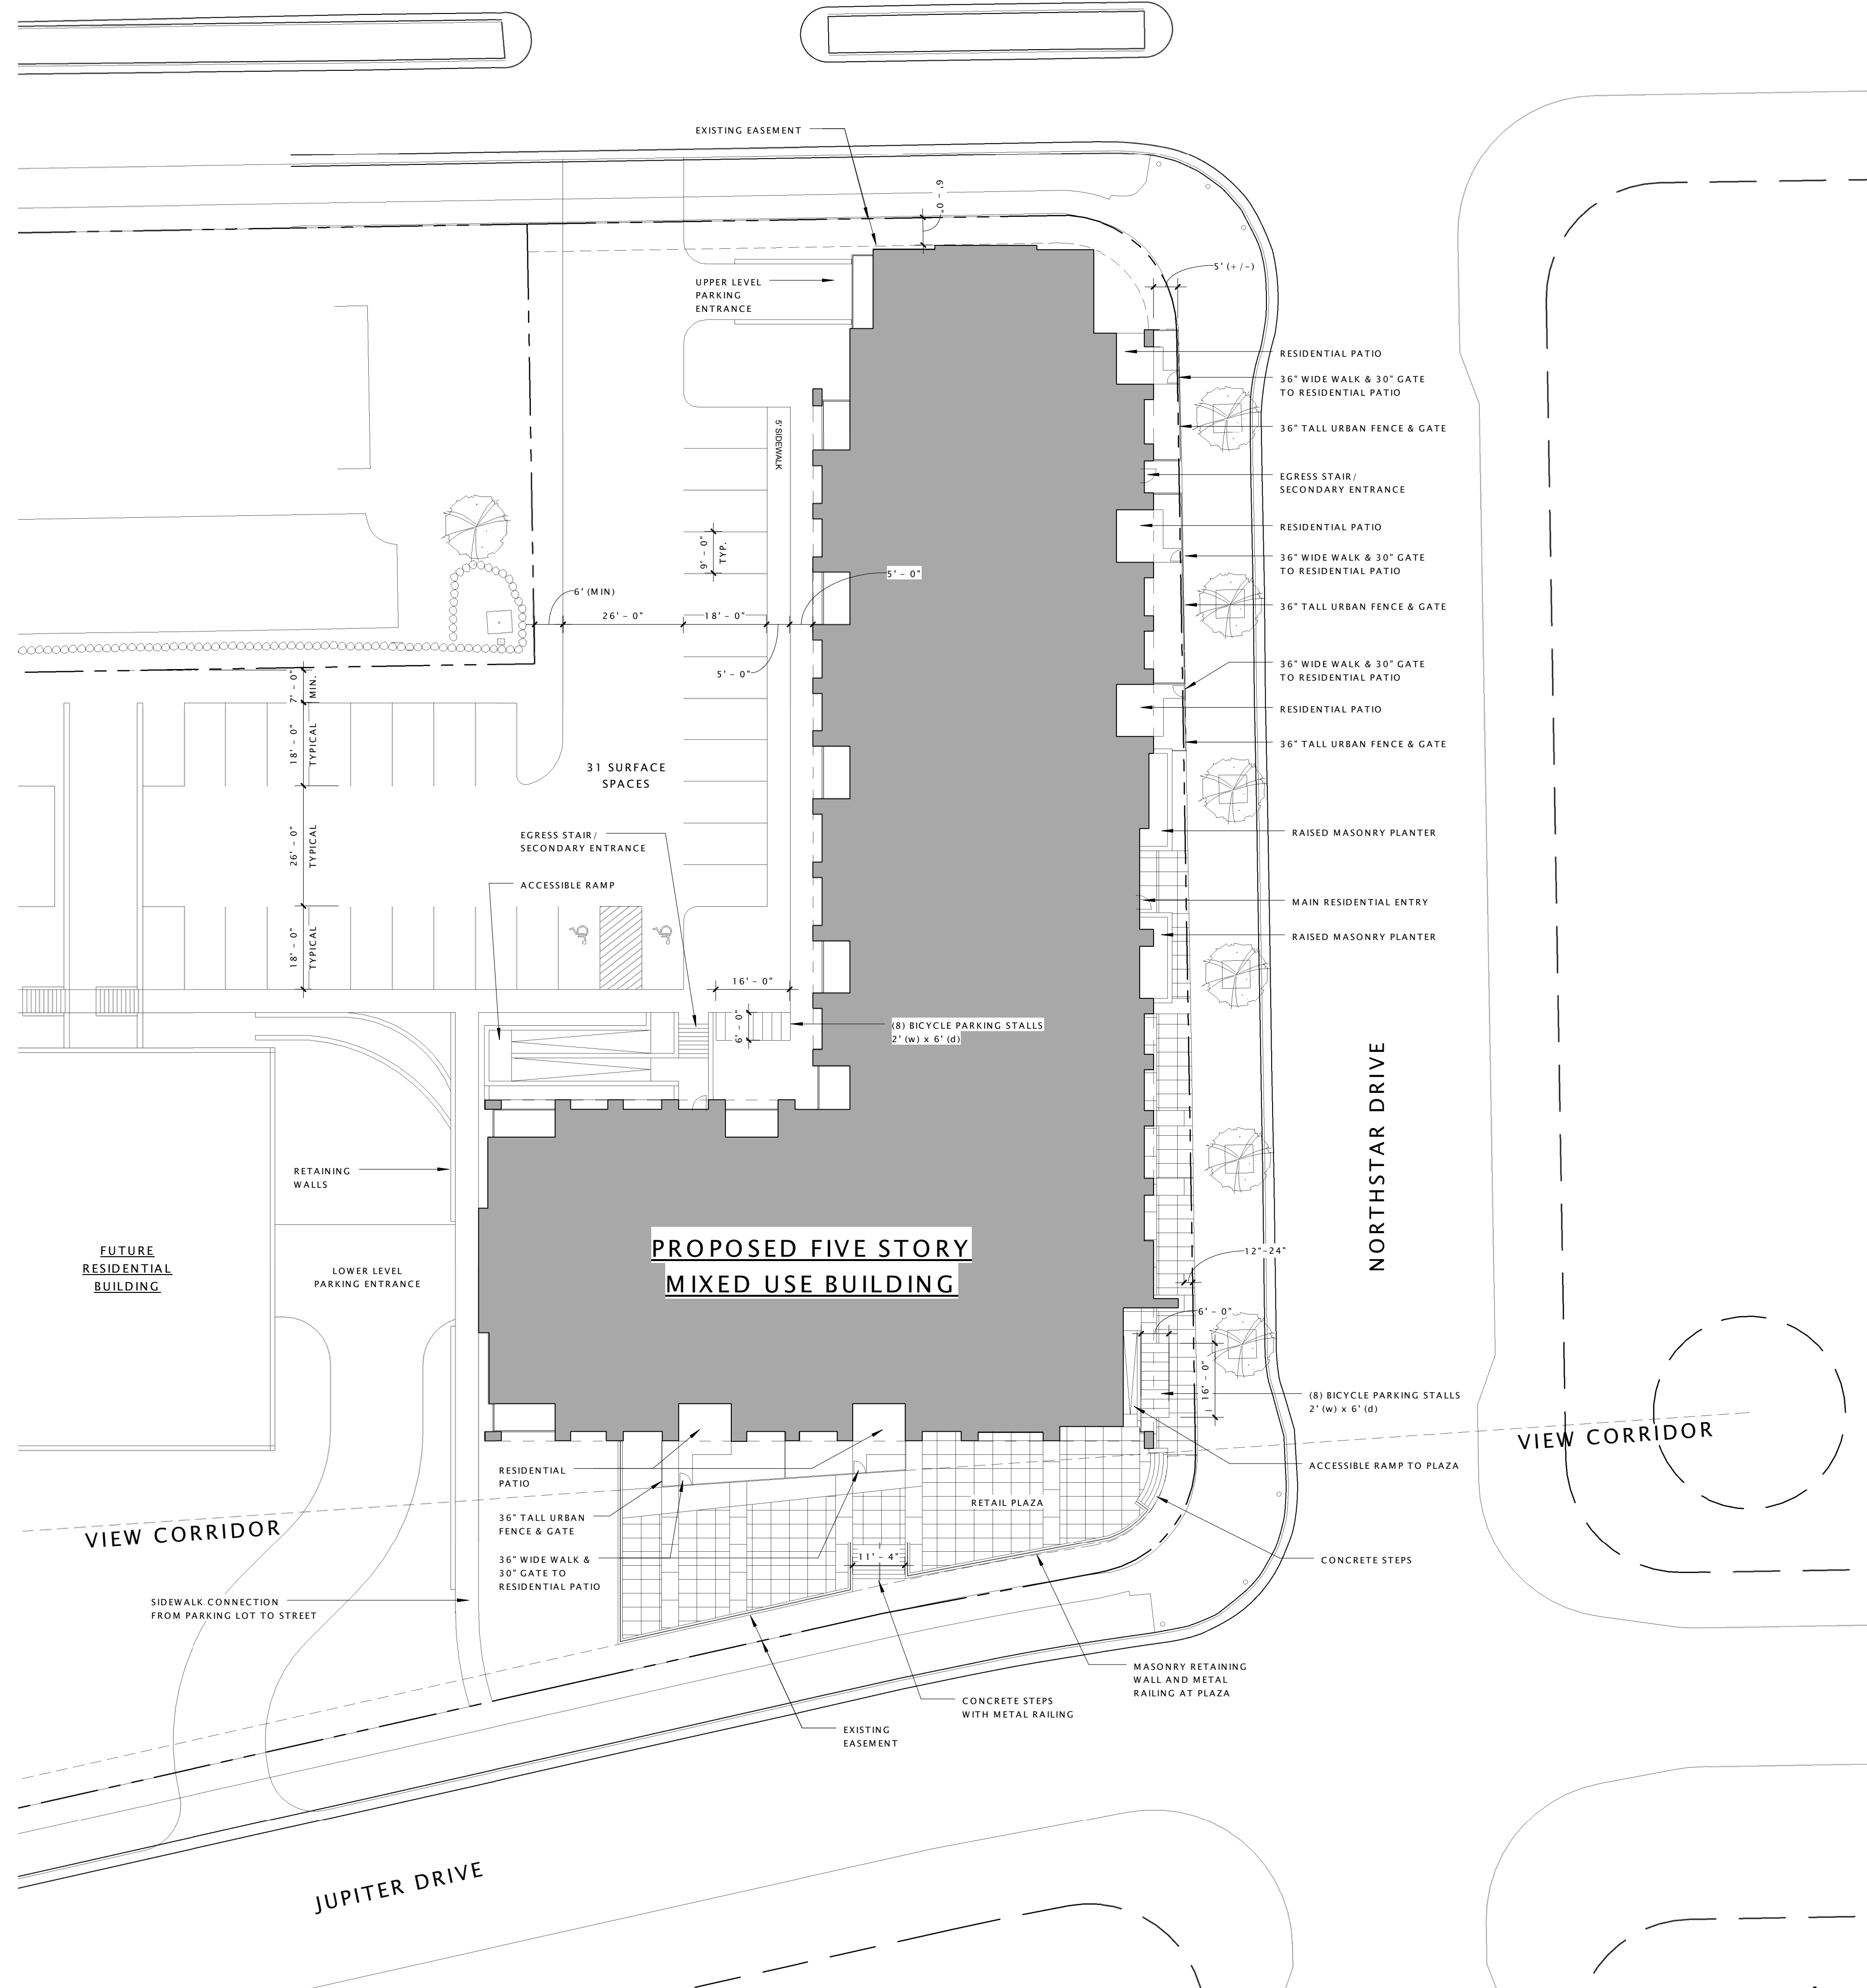 EXISTING EASEMENT
6' - 0"
5' (+/-)
UPPER LEVEL
PARKING
ENTRANCE
RESIDENTIAL PATIO
36" WIDE WALK & 30" GATE
TO RESIDENTIAL PATIO
36" TALL URBAN FENCE & GATE
5' SIDEWALK
EGRESS STAIR/
SECONDARY ENTRANCE
RESIDENTIAL PATIO
9' - 0"
TYP.
36" WIDE WALK & 30" GATE
TO RESIDENTIAL PATIO
5' - 0"
6' (MIN)
36" TALL URBAN FENCE & GATE
26' - 0"
18' - 0"
36" WIDE WALK & 30" GATE
TO RESIDENTIAL PATIO
5' - 0"
7' - 0"
MIN.
RESIDENTIAL PATIO
18' - 0"
TYPICAL
36" TALL URBAN FENCE & GATE
31 SURFACE
SPACES
EGRESS STAIR/
SECONDARY ENTRANCE
RAISED MASONRY PLANTER
26' - 0"
TYPICAL
ACCESSIBLE RAMP
MAIN RESIDENTIAL ENTRY
RAISED MASONRY PLANTER
18' - 0"
TYPICAL
16' - 0"
6' - 0"
(8) BICYCLE PARKING STALLS
2' (w) x 6' (d)
NORTHSTAR DRIVE
RETAINING
WALLS
FUTURE
RESIDENTIAL
BUILDING
LOWER LEVEL
PARKING ENTRANCE
PROPOSED FIVE STORY
MIXED USE BUILDING
12"-24"
6' - 0"
16' - 0"
(8) BICYCLE PARKING STALLS
2' (w) x 6' (d)
VIEW CORRIDOR
ACCESSIBLE RAMP TO PLAZA
RESIDENTIAL
PATIO
RETAIL PLAZA
36" TALL URBAN
FENCE & GATE
VIEW CORRIDOR
11' - 4"
36" WIDE WALK &
30" GATE TO
RESIDENTIAL PATIO
CONCRETE STEPS
SIDEWALK CONNECTION
FROM PARKING LOT TO STREET
MASONRY RETAINING
WALL AND METAL
RAILING AT PLAZA
CONCRETE STEPS
WITH METAL RAILING
EXISTING
EASEMENT
JUPITER DRIVE